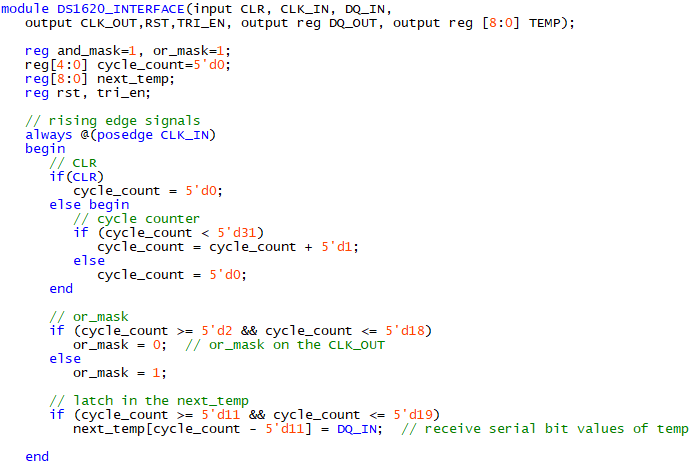 module DS1620_INTERFACE(input CLR, CLK_IN, DQ_IN,
output CLK_OUT,RST,TRI_EN, output reg DQ_OUT, output reg [8:0] TEMP);
reg and_mask=1, or_mask=1;
reg[4:0] cycle_count=5'd0;
reg[8:0] next_temp;
reg rst, tri_en;
// rising edge signals
always @(posedge CLK_IN)
begin
// CLR
if(CLR)
cycle_count = 5'd0;
else begin
// cycle counter
if (cycle_count < 5'd31)
cycle_count = cycle_count + 5'd1;
else
cycle_count = 5'd0;
end
// or_mask
if (cycle_count >= 5'd2 && cycle_count <= 5'd18)
or_mask = 0;  // or_mask on the CLK_OUT
else
or_mask = 1;
// latch in the next_temp
if (cycle_count >= 5'd11 && cycle_count <= 5'd19)
next_temp[cycle_count - 5'd11] = DQ_IN;  // receive serial bit values of temp
end